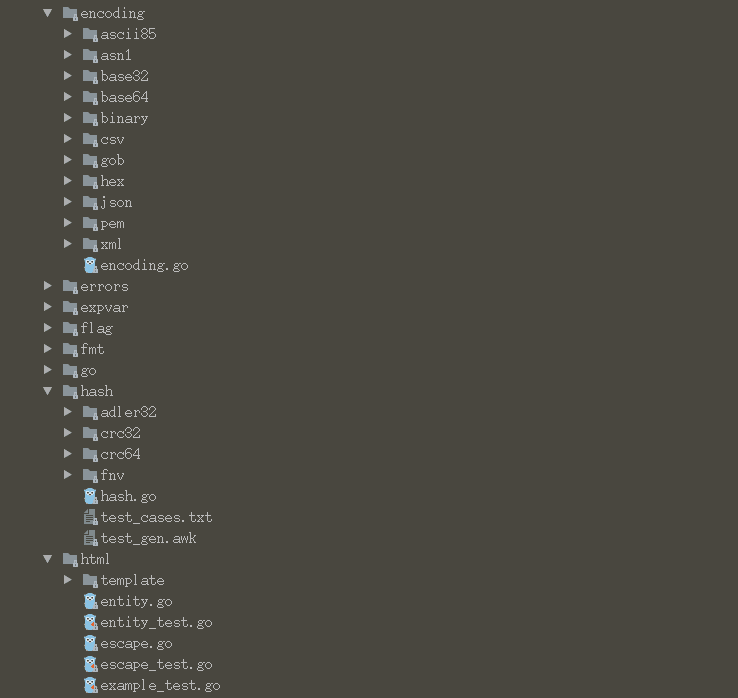 encoding
ascii85
asn1
base32
base64
binary
csv
gob
hex
json
pem
xml
encoding.go
errors
expvar
flag
fmt
go
hash
adler32
crc32
crc64
fnv
hash.go
test_cases.txt
test_gen.awk
html
template
entity.go
entity_test.go
escape.go
escape_test.go
example_test.go